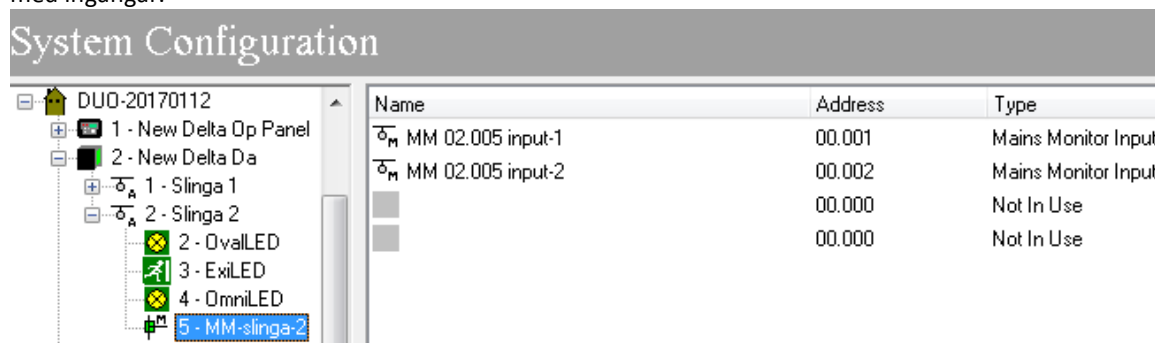 med ingångar.
System Configuration
DUO-20170112
1 - New Delta Op Panel
2 - New Delta Da
1 - Slinga 1
2 - Slinga 2
2 - OvalLED
3 - ExiLED
4 - OmniLED
5 - MM-slinga-2
Name Address Type
MM 02.005 input-1 00.001 Mains Monitor Input
MM 02.005 input-2 00.002 Mains Monitor Input
00.000 Not In Use
00.000 Not In Use